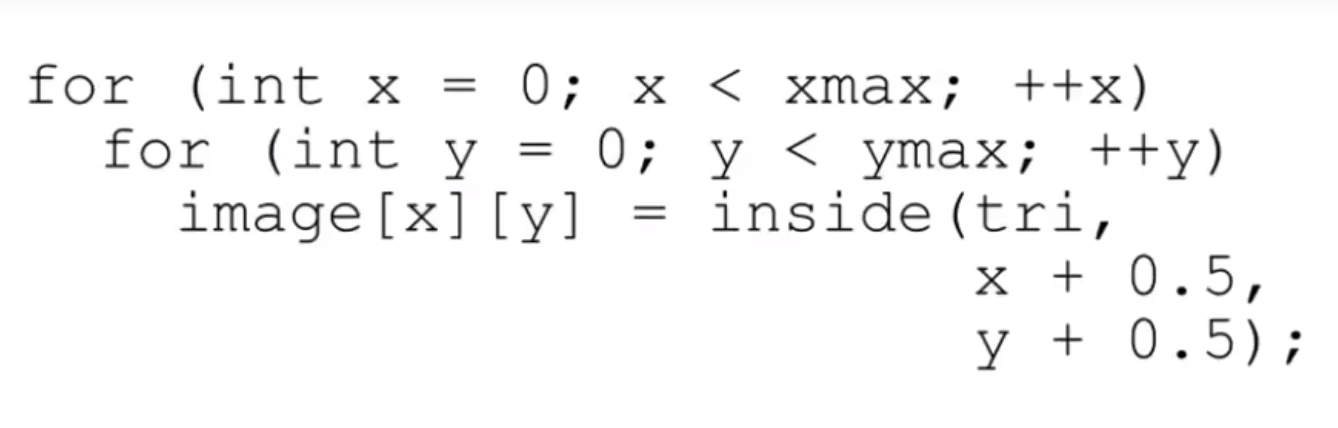 for (int x = 0; x < xmax; ++x)
for (int y = 0; y < ymax; ++y)
image[x][y] = inside(tri,
x + 0.5,
y + 0.5);